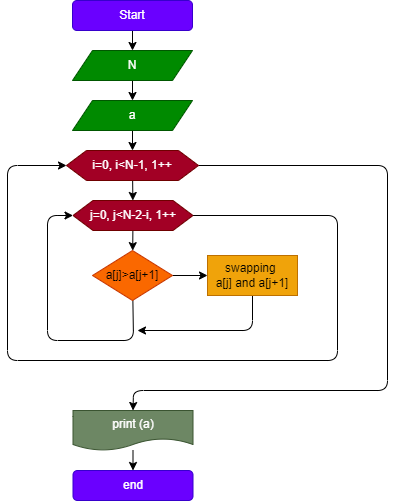 Start
N
a
i=0, i<N-1, 1++
j=0, j<N-2-i, 1++
a[j]>a[j+1]
swapping
a[j] and a[j+1]
print (a)
end